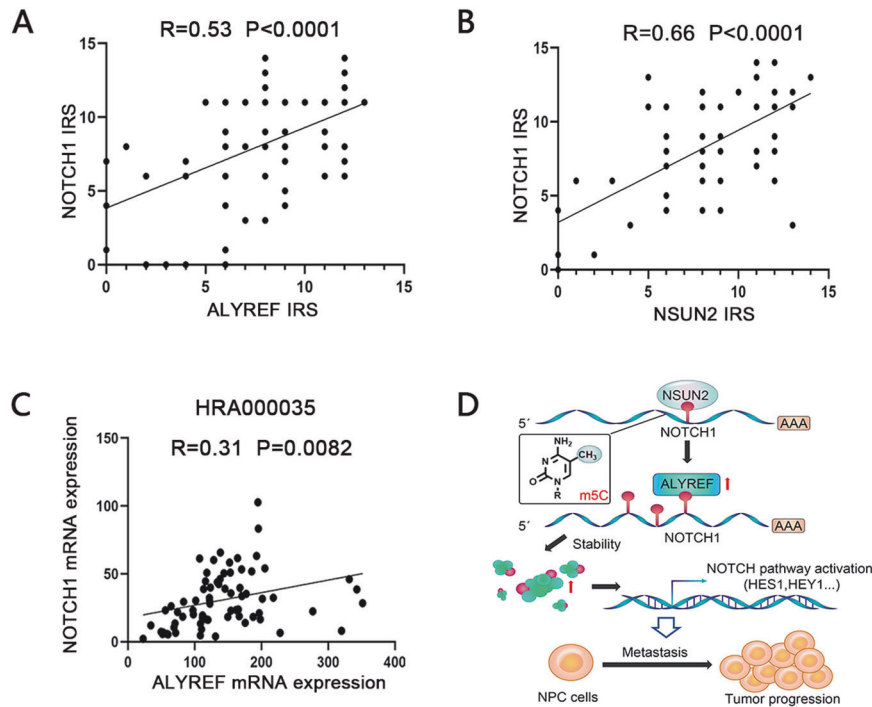 A
R=0.53 P<0.0001
NOTCH1 IRS
15
10
5
0
0
5
10
15
ALYREF IRS
B
R=0.66 P<0.0001
NOTCH1 IRS
15
10
5
0
0
5
10
15
NSUN2 IRS
C
HRA000035
R=0.31 P=0.0082
NOTCH1 mRNA expression
150
100
50
0
0
100
200
300
400
ALYREF mRNA expression
D
NSUN2
5´
AAA
NOTCH1
NH₂
CH₃
N
O
N
R
m5C
ALYREF
5´
AAA
NOTCH1
Stability
NOTCH pathway activation
(HES1,HEY1...)
Metastasis
NPC cells
Tumor progression